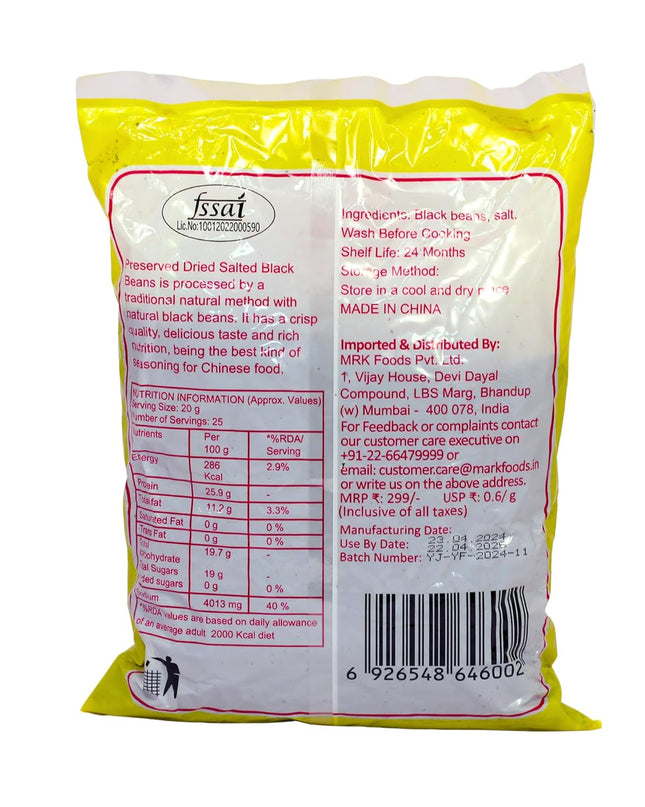 fssai
Lic.No:10012022000590
Preserved Dried Salted Black
Beans is processed by a
traditional natural method with
natural black beans. It has a crisp
quality, delicious taste and rich
nutrition, being the best kind of
seasoning for Chinese food.
NUTRITION INFORMATION (Approx. Values)
Serving Size: 20 g
Number of Servings: 25
Nutrients Per 100 g *%RDA/ Serving
Energy 286 Kcal 2.9%
Protein 25.9 g -
Total fat 11.2 g 3.3%
Saturated Fat 0 g 0 %
Trans Fat 0 g 0 %
Total 19.7 g -
19 g -
0 g 0 %
4013 mg 40 %
*%RDA values are based on daily allowance
of an average adult 2000 Kcal diet
Ingredients: Black beans, salt.
Wash Before Cooking
Shelf Life: 24 Months
Storage Method:
Store in a cool and dry place
MADE IN CHINA
Imported & Distributed By:
MRK Foods Pvt. Ltd.
1, Vijay House, Devi Dayal
Compound, LBS Marg, Bhandup
(w) Mumbai - 400 078, India
For Feedback or complaints contact
our customer care executive on
+91-22-66479999 or
email: customer.care@markfoods.in
or write us on the above address.
MRP ₹: 299/- USP ₹: 0.6/ g
(Inclusive of all taxes)
Manufacturing Date: 23.04.2024
Use By Date: 22.04
Batch Number: YJ-YF-2024-11
6 926548 646002